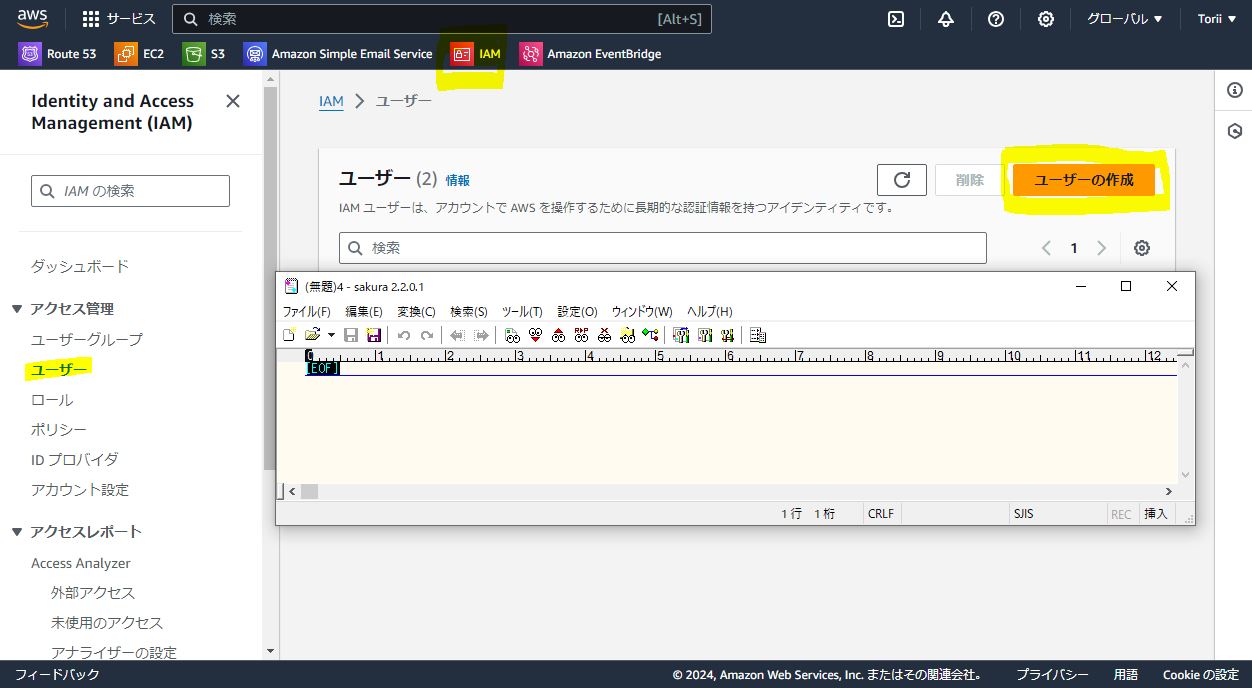 aws サービス 検索 [Alt+S] グローバル ▼ Torii ▼
Route 53 EC2 S3 Amazon Simple Email Service IAM Amazon EventBridge
Identity and Access
Management (IAM)
IAM の検索
ダッシュボード
▼ アクセス管理
ユーザーグループ
ユーザー
ロール
ポリシー
ID プロバイダ
アカウント設定
▼ アクセスレポート
Access Analyzer
外部アクセス
未使用のアクセス
アナライザーの設定
IAM > ユーザー
ユーザー (2) 情報 削除 ユーザーの作成
IAM ユーザーは、アカウントで AWS を操作するために長期的な認証情報を持つアイデンティティです。
検索 < 1 >
(無題)4 - sakura 2.2.0.1
ファイル(F) 編集(E) 変換(C) 検索(S) ツール(T) 設定(O) ウィンドウ(W) ヘルプ(H)
0 1 2 3 4 5 6 7 8 9 10 11 12
[EOF]
1 行 1 桁 CRLF SJIS REC 挿入
フィードバック © 2024, Amazon Web Services, Inc. またはその関連会社。 プライバシー 用語 Cookie の設定